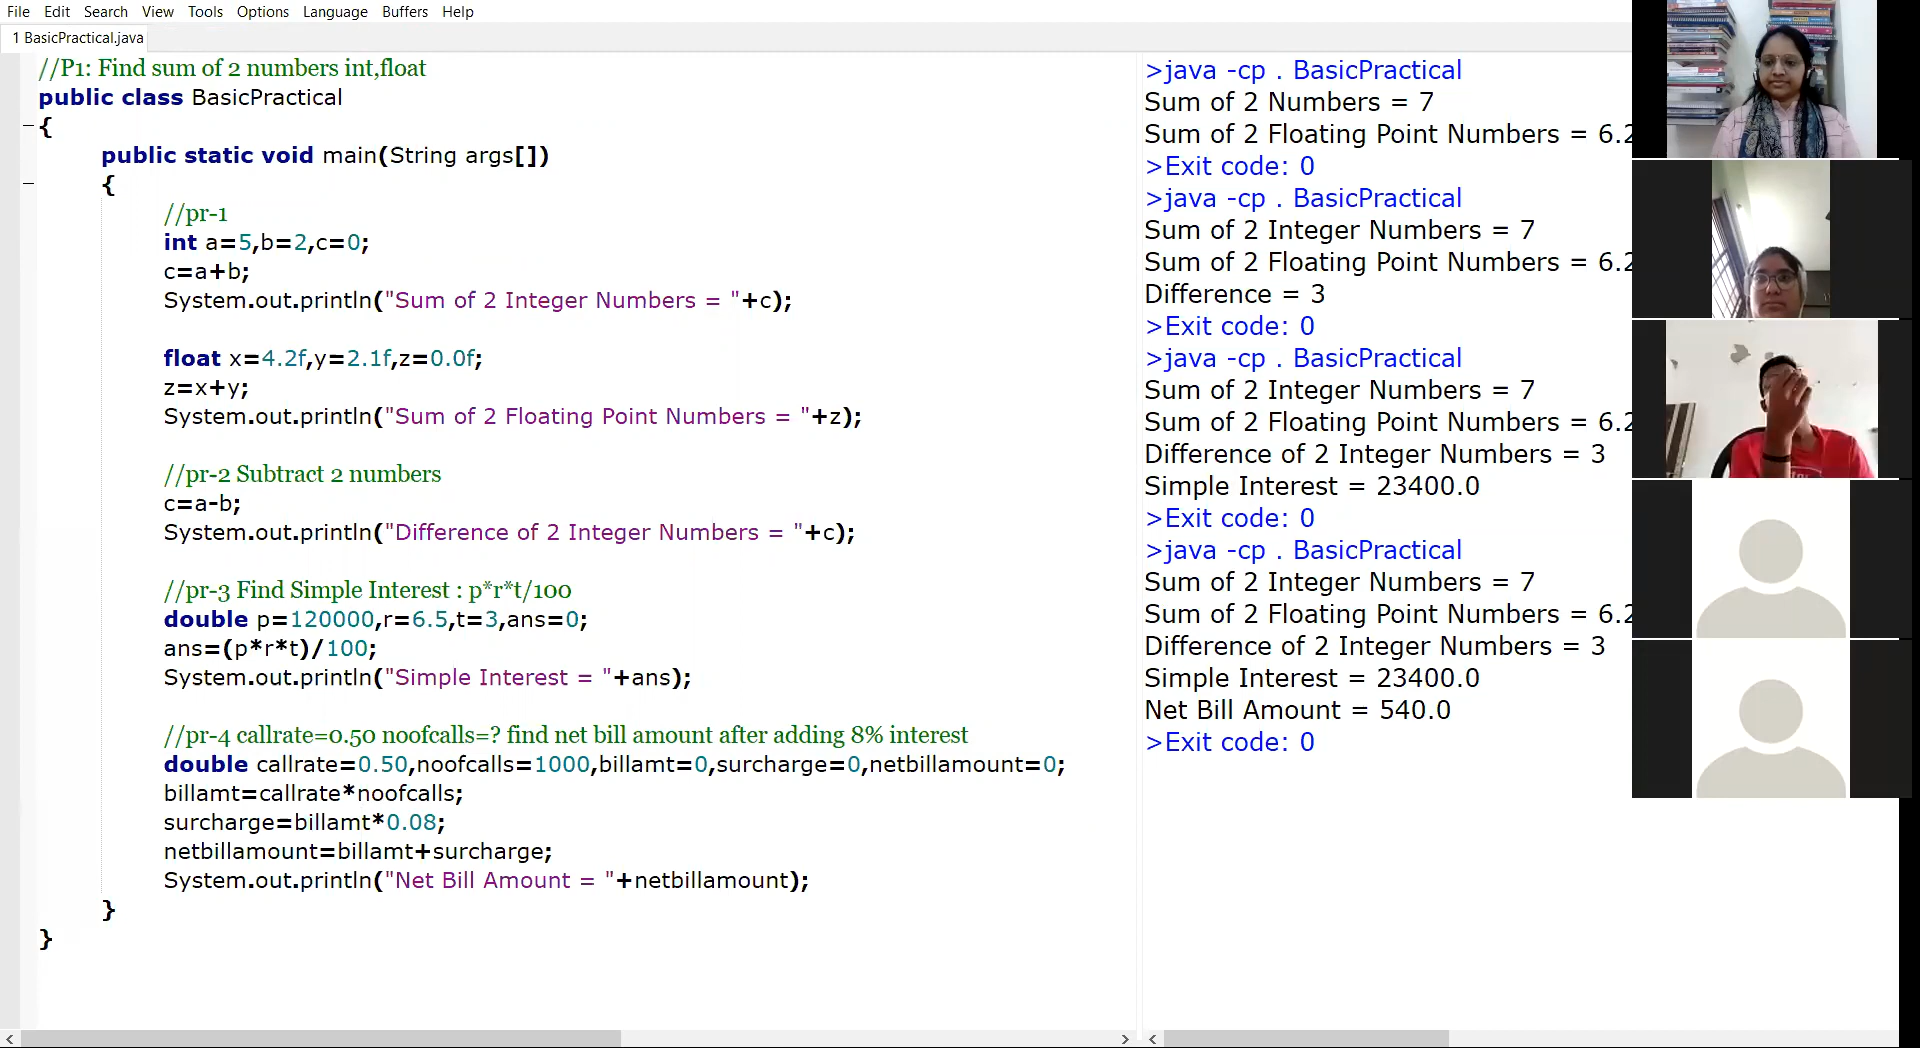 File Edit Search View Tools Options Language Buffers Help
1 BasicPractical.java
//P1: Find sum of 2 numbers int,float
public class BasicPractical
{
public static void main(String args[])
{
//pr-1
int a=5,b=2,c=0;
c=a+b;
System.out.println("Sum of 2 Integer Numbers = "+c);
float x=4.2f,y=2.1f,z=0.0f;
z=x+y;
System.out.println("Sum of 2 Floating Point Numbers = "+z);
//pr-2 Subtract 2 numbers
c=a-b;
System.out.println("Difference of 2 Integer Numbers = "+c);
//pr-3 Find Simple Interest : p*r*t/100
double p=120000,r=6.5,t=3,ans=0;
ans=(p*r*t)/100;
System.out.println("Simple Interest = "+ans);
//pr-4 callrate=0.50 noofcalls=? find net bill amount after adding 8% interest
double callrate=0.50,noofcalls=1000,billamt=0,surcharge=0,netbillamount=0;
billamt=callrate*noofcalls;
surcharge=billamt*0.08;
netbillamount=billamt+surcharge;
System.out.println("Net Bill Amount = "+netbillamount);
}
}
>java -cp . BasicPractical
Sum of 2 Numbers = 7
Sum of 2 Floating Point Numbers = 6.2
>Exit code: 0
>java -cp . BasicPractical
Sum of 2 Integer Numbers = 7
Sum of 2 Floating Point Numbers = 6.2
Difference = 3
>Exit code: 0
>java -cp . BasicPractical
Sum of 2 Integer Numbers = 7
Sum of 2 Floating Point Numbers = 6.2
Difference of 2 Integer Numbers = 3
Simple Interest = 23400.0
>Exit code: 0
>java -cp . BasicPractical
Sum of 2 Integer Numbers = 7
Sum of 2 Floating Point Numbers = 6.2
Difference of 2 Integer Numbers = 3
Simple Interest = 23400.0
Net Bill Amount = 540.0
>Exit code: 0